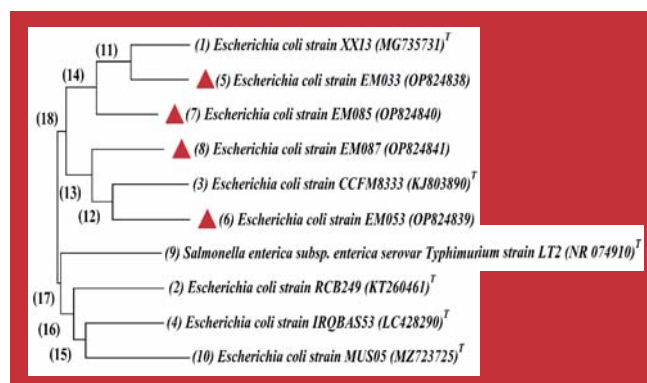 (1) Escherichia coli strain XX13 (MG735731)T
(11)
(14)
(5) Escherichia coli strain EM033 (OP824838)
(18)
(7) Escherichia coli strain EM085 (OP824840)
(8) Escherichia coli strain EM087 (OP824841)
(13)
(3) Escherichia coli strain CCFM8333 (KJ803890)T
(12)
(6) Escherichia coli strain EM053 (OP824839)
(9) Salmonella enterica subsp. enterica serovar Typhimurium strain LT2 (NR 074910)T
(17)
(2) Escherichia coli strain RCB249 (KT260461)T
(16)
(4) Escherichia coli strain IRQBAS53 (LC428290)T
(15)
(10) Escherichia coli strain MUS05 (MZ723725)T